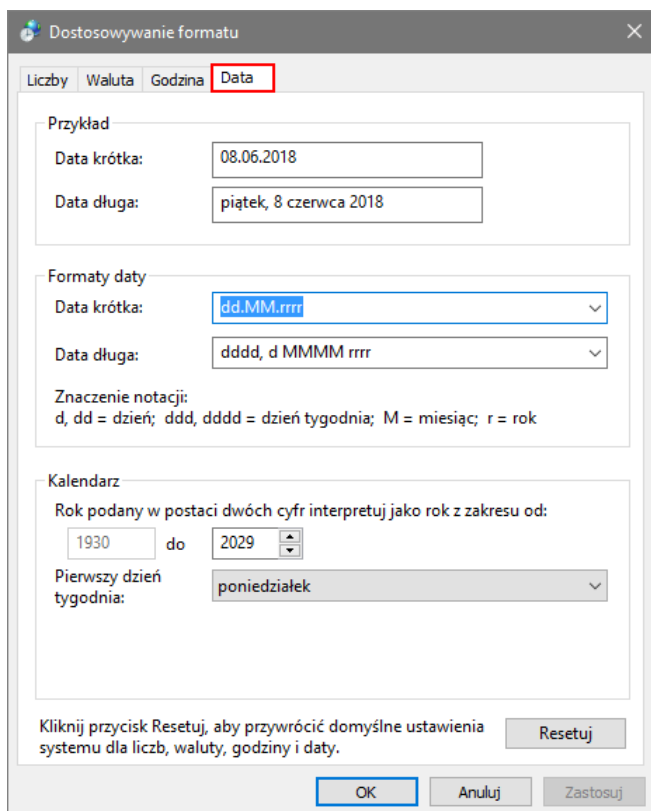 Dostosowywanie formatu
Liczby Waluta Godzina Data
Przykład
Data krótka: 08.06.2018
Data długa: piątek, 8 czerwca 2018
Formaty daty
Data krótka: dd.MM.rrrr
Data długa: dddd, d MMMM rrrr
Znaczenie notacji:
d, dd = dzień; ddd, dddd = dzień tygodnia; M = miesiąc; r = rok
Kalendarz
Rok podany w postaci dwóch cyfr interpretuj jako rok z zakresu od:
1930 do 2029
Pierwszy dzień
tygodnia: poniedziałek
Kliknij przycisk Resetuj, aby przywrócić domyślne ustawienia
systemu dla liczb, waluty, godziny i daty.
Resetuj
OK Anuluj Zastosuj